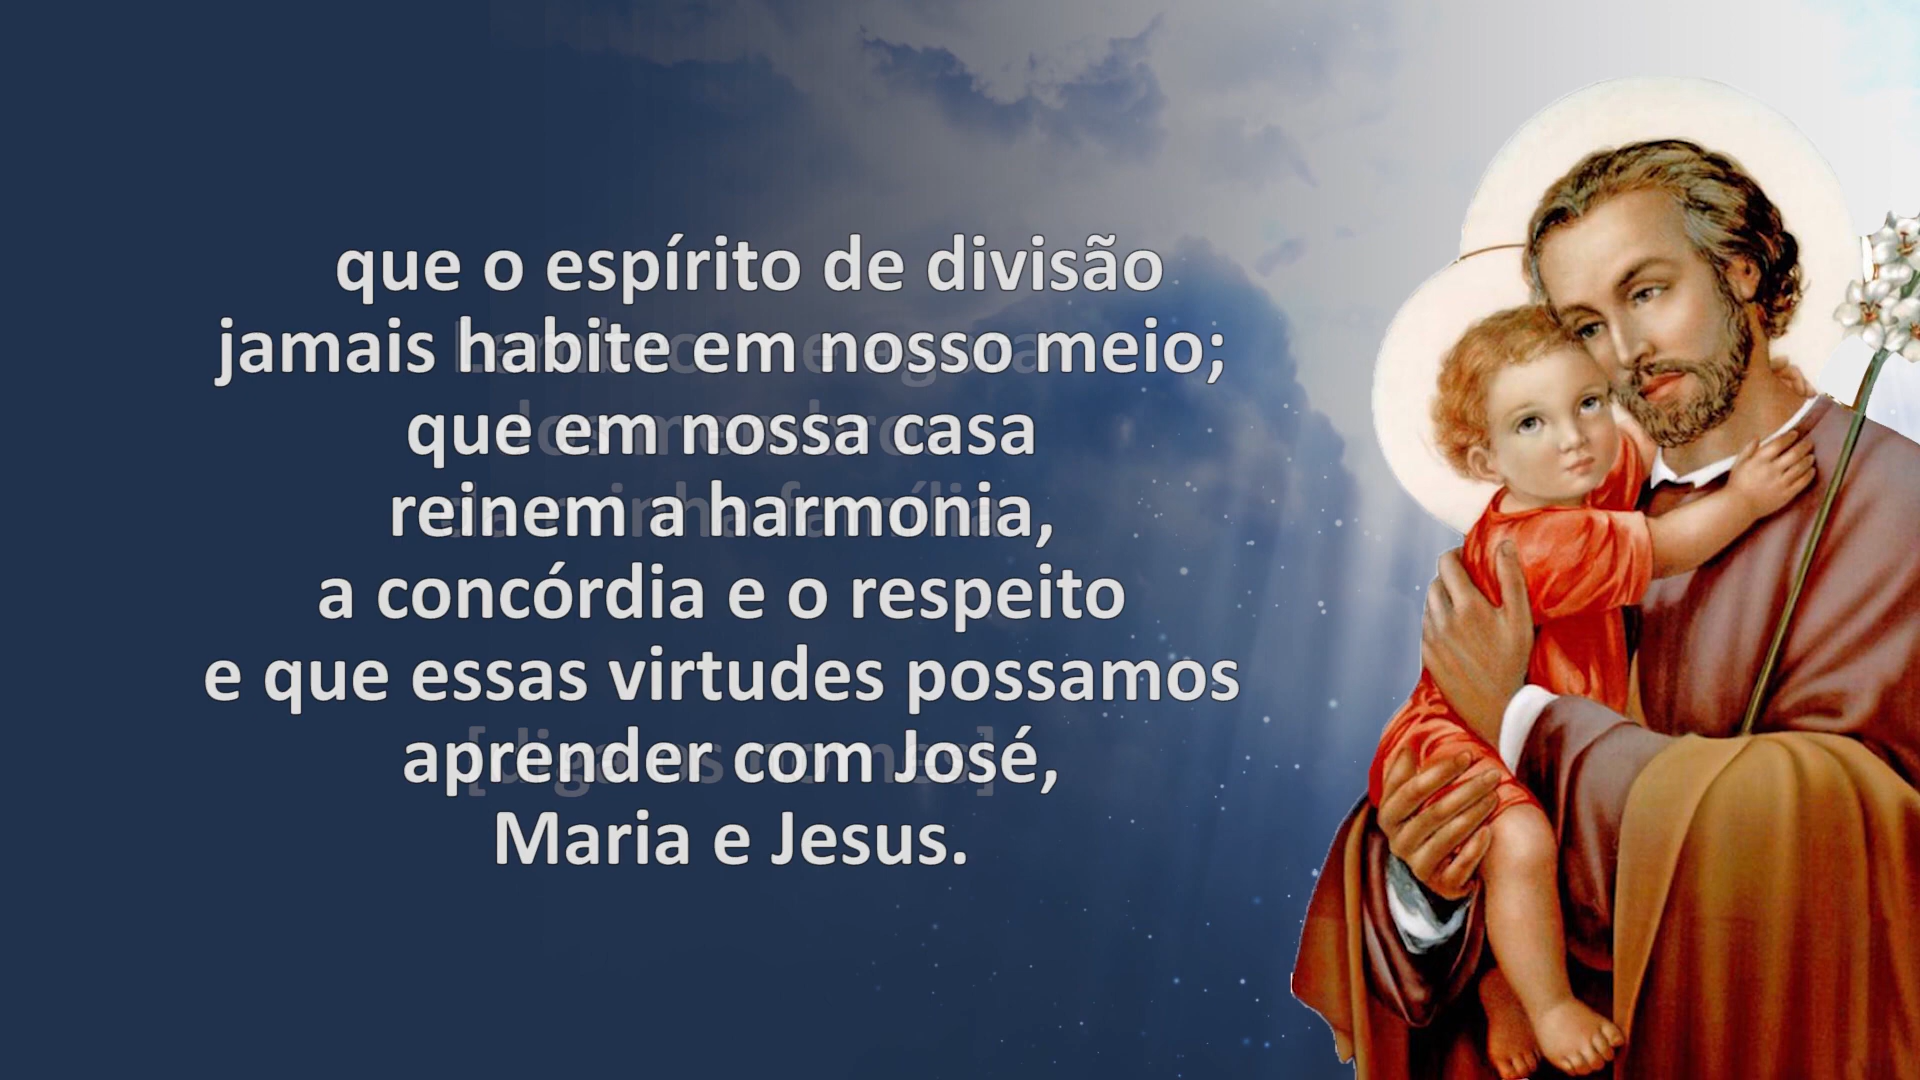 que o espírito de divisão
jamais habite em nosso meio;
que em nossa casa
reinem a harmonia,
a concórdia e o respeito
e que essas virtudes possamos
aprender com José,
Maria e Jesus.